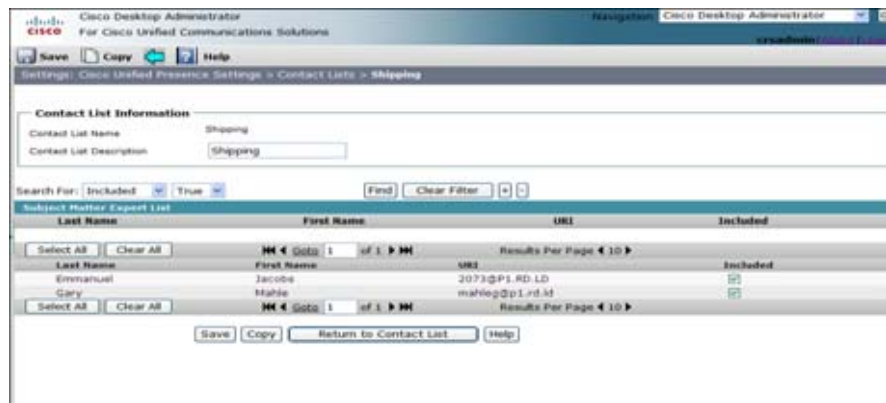 Cisco Desktop Administrator
Navigation Cisco Desktop Administrator
CISCO For Cisco Unified Communications Solutions
crsadmin
Save Copy Help
Settings: Cisco Unified Presence Settings > Contact Lists > Shipping
Contact List Information
Contact List Name Shipping
Contact List Description Shipping
Search For: Included True Find Clear Filter + -
Subject Matter Expert List
Last Name First Name URI Included
Select All Clear All Goto 1 of 1 Results Per Page 10
Last Name First Name URI Included
Emmanuel Jacobs 2073@P1.RD.LD
Gary Mahle mahleg@p1.rd.ld
Select All Clear All Goto 1 of 1 Results Per Page 10
Save Copy Return to Contact List Help